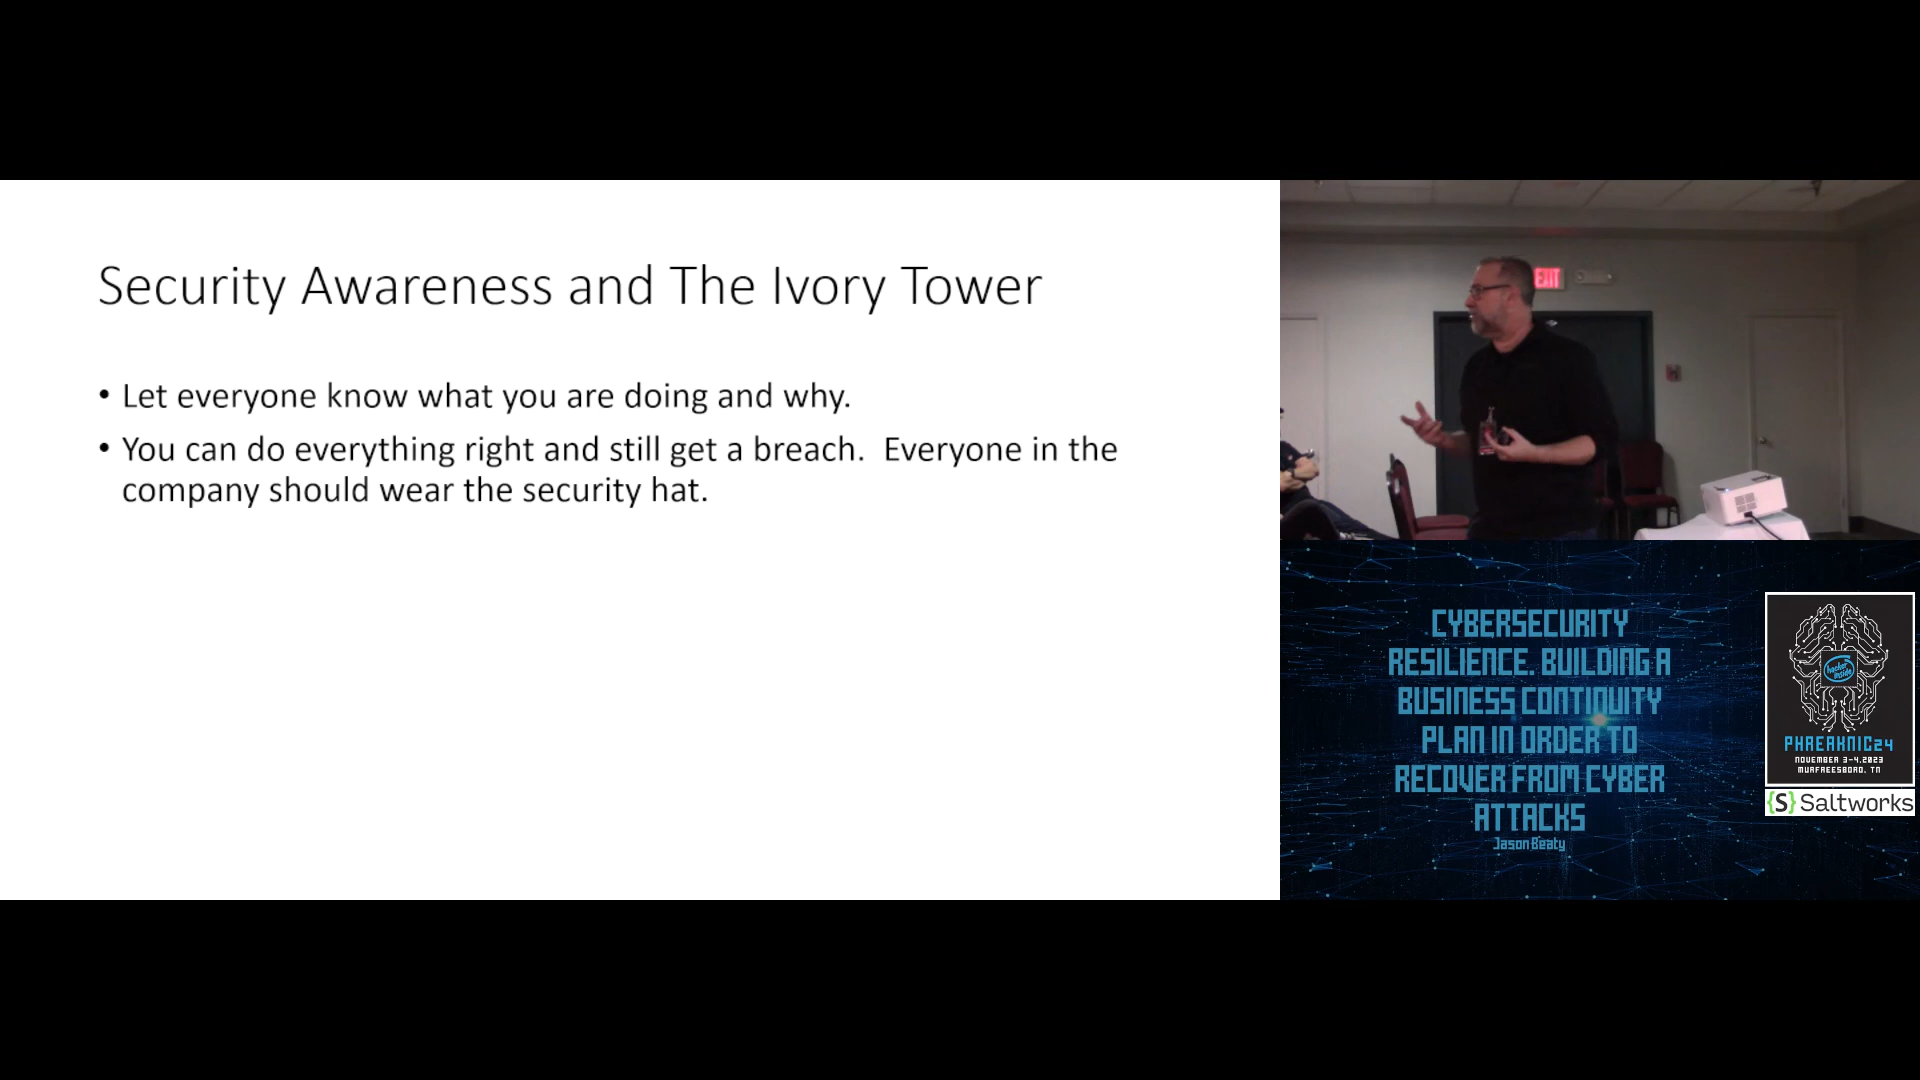 Security Awareness and The Ivory Tower
• Let everyone know what you are doing and why.
• You can do everything right and still get a breach.  Everyone in the
company should wear the security hat.
EXIT
CYBERSECURITY
RESILIENCE. BUILDING A
BUSINESS CONTINUITY
PLAN IN ORDER TO
RECOVER FROM CYBER
ATTACKS
Jason Beaty
hacker
inside
PHREAKNIC24
NOVEMBER 3-4,2023
MURFREESBORO, TN
{S} Saltworks